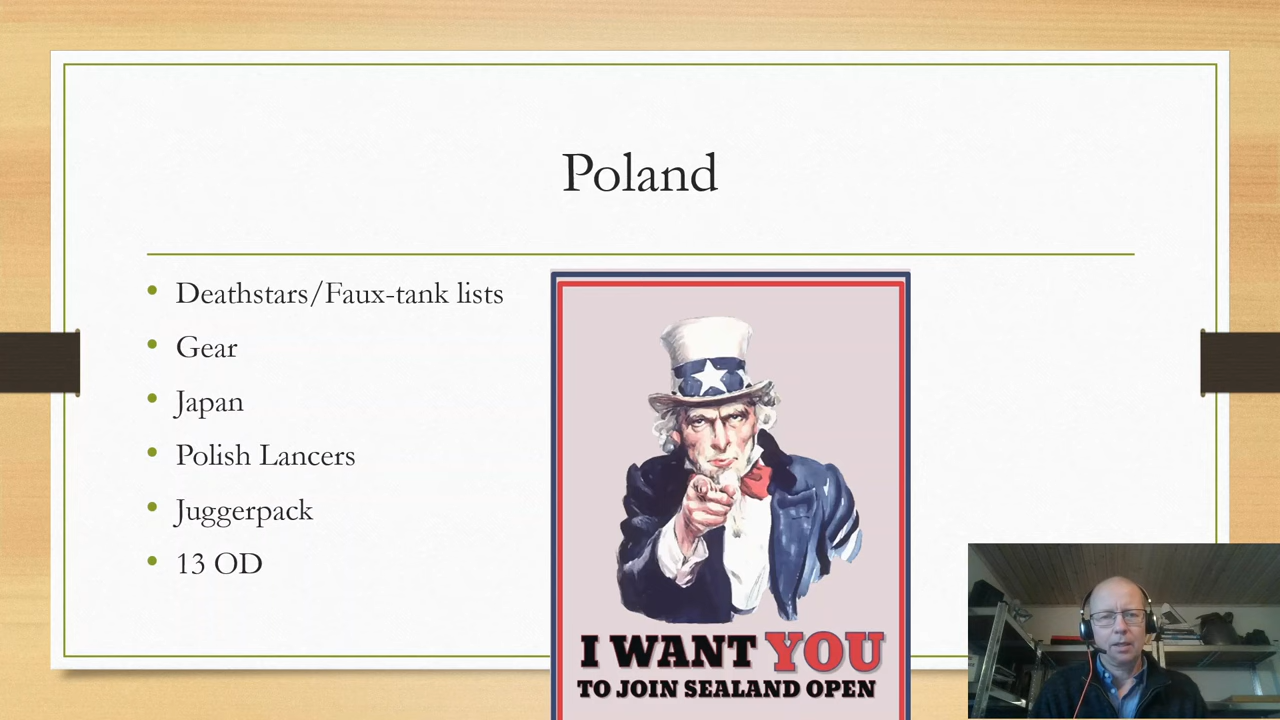 Poland
Deathstars/Faux-tank lists
Gear
Japan
Polish Lancers
Juggerpack
13 OD
I WANT YOU
TO JOIN SEALAND OPEN